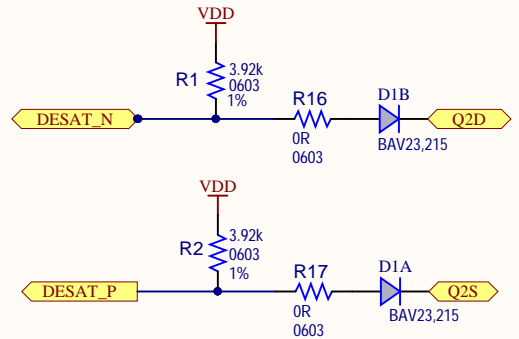 VDD
R1
3.92k
0603
1%
R16
D1B
DESAT_N
Q2D
0R
0603
BAV23,215
VDD
R2
3.92k
0603
1%
R17
D1A
DESAT_P
Q2S
0R
0603
BAV23,215